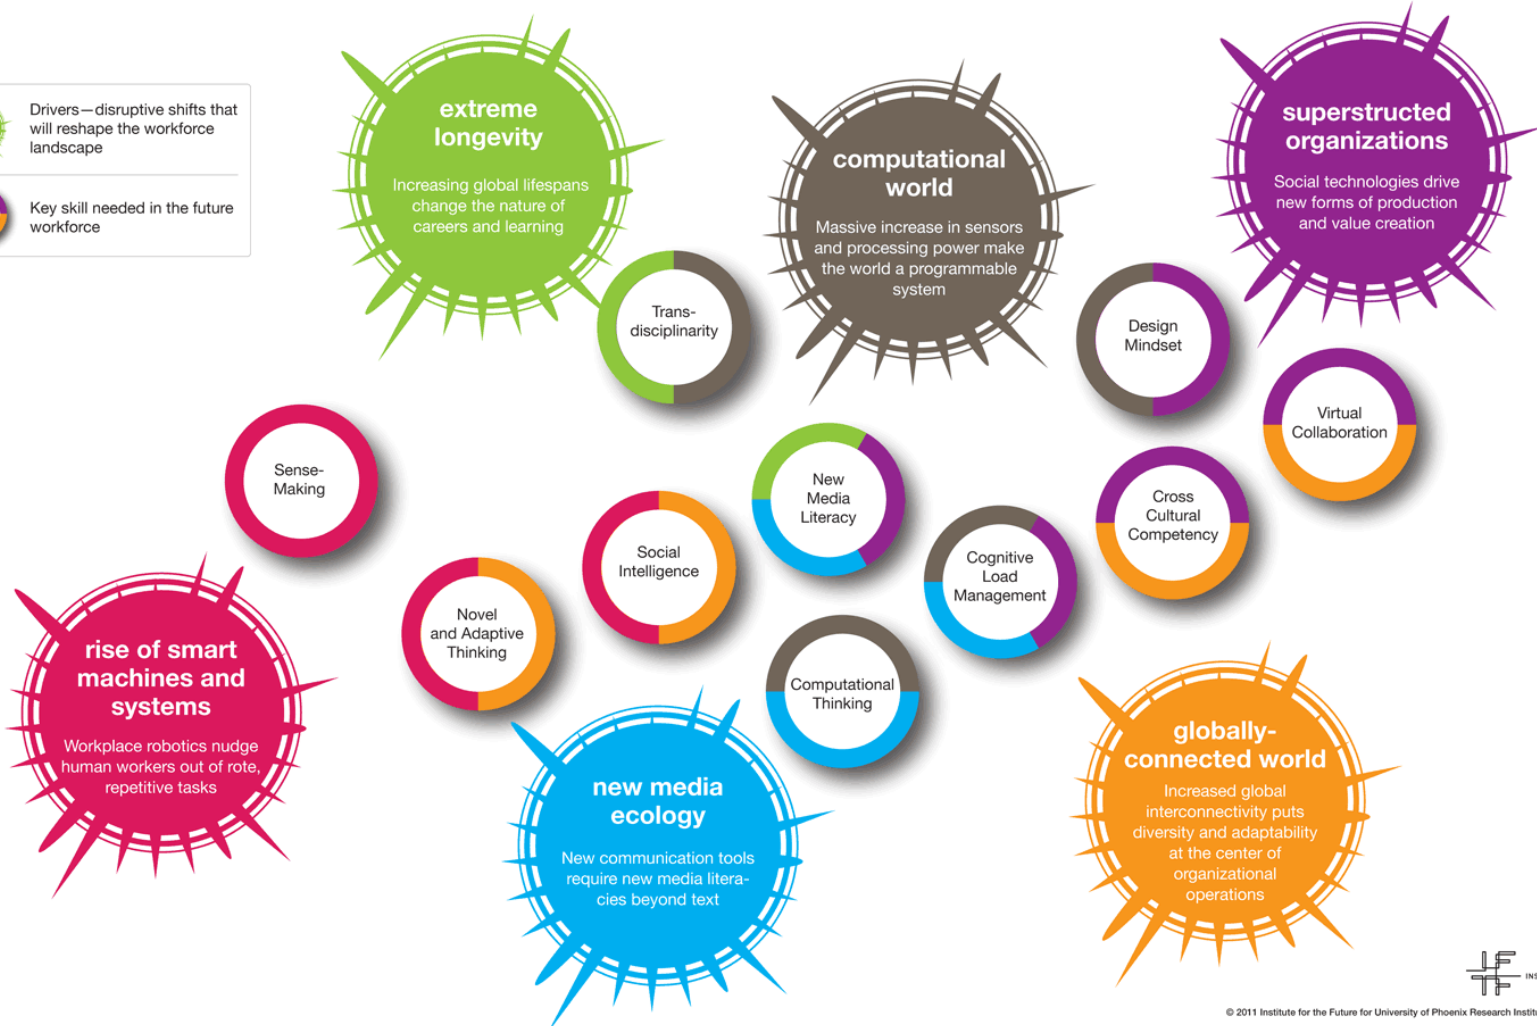 Drivers—disruptive shifts that
will reshape the workforce
landscape
Key skill needed in the future
workforce
extreme
longevity
Increasing global lifespans
change the nature of
careers and learning
computational
world
Massive increase in sensors
and processing power make
the world a programmable
system
superstructed
organizations
Social technologies drive
new forms of production
and value creation
Trans-
disciplinarity
Design
Mindset
Virtual
Collaboration
Sense-
Making
New
Media
Literacy
Cross
Cultural
Competency
Social
Intelligence
Cognitive
Load
Management
Novel
and Adaptive
Thinking
Computational
Thinking
rise of smart
machines and
systems
Workplace robotics nudge
human workers out of rote,
repetitive tasks
new media
ecology
New communication tools
require new media litera-
cies beyond text
globally-
connected world
Increased global
interconnectivity puts
diversity and adaptability
at the center of
organizational
operations
INS
© 2011 Institute for the Future for University of Phoenix Research Insti